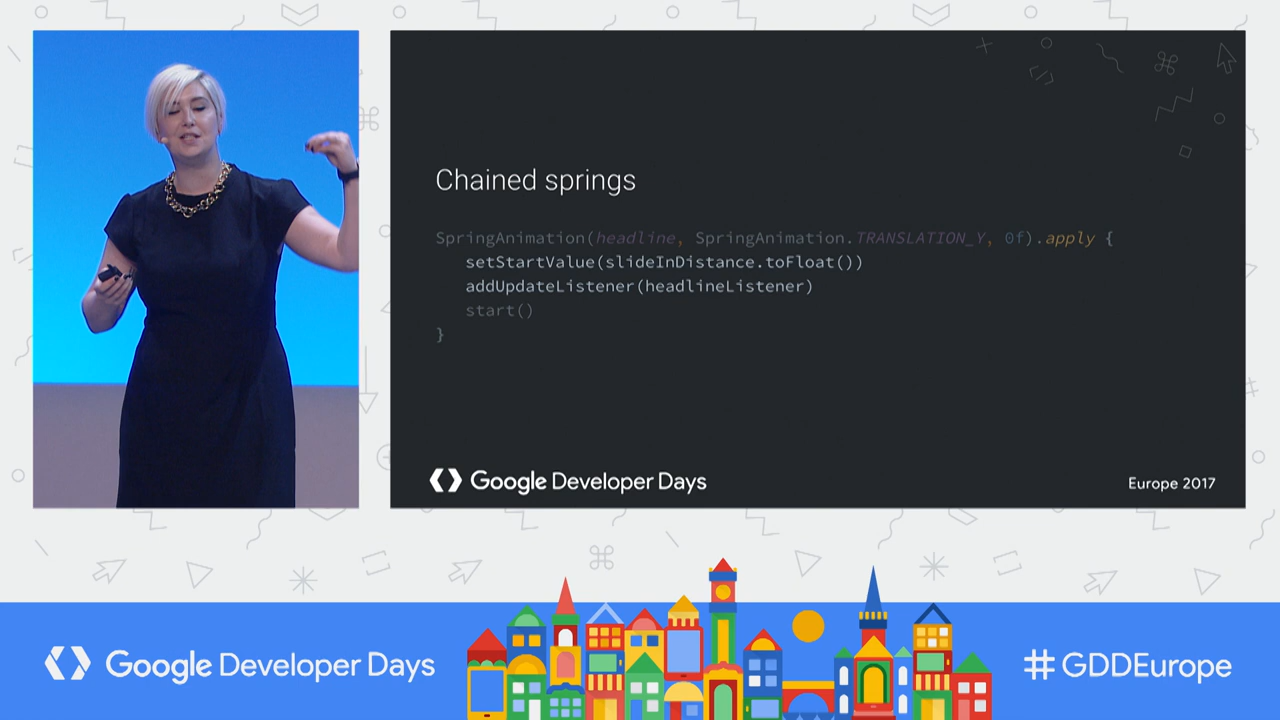 Chained springs
SpringAnimation(headline, SpringAnimation.TRANSLATION_Y, 0f).apply {
setStartValue(slideInDistance.toFloat())
addUpdateListener(headlineListener)
start()
}
Google Developer Days
Europe 2017
Google Developer Days
#GDDEurope